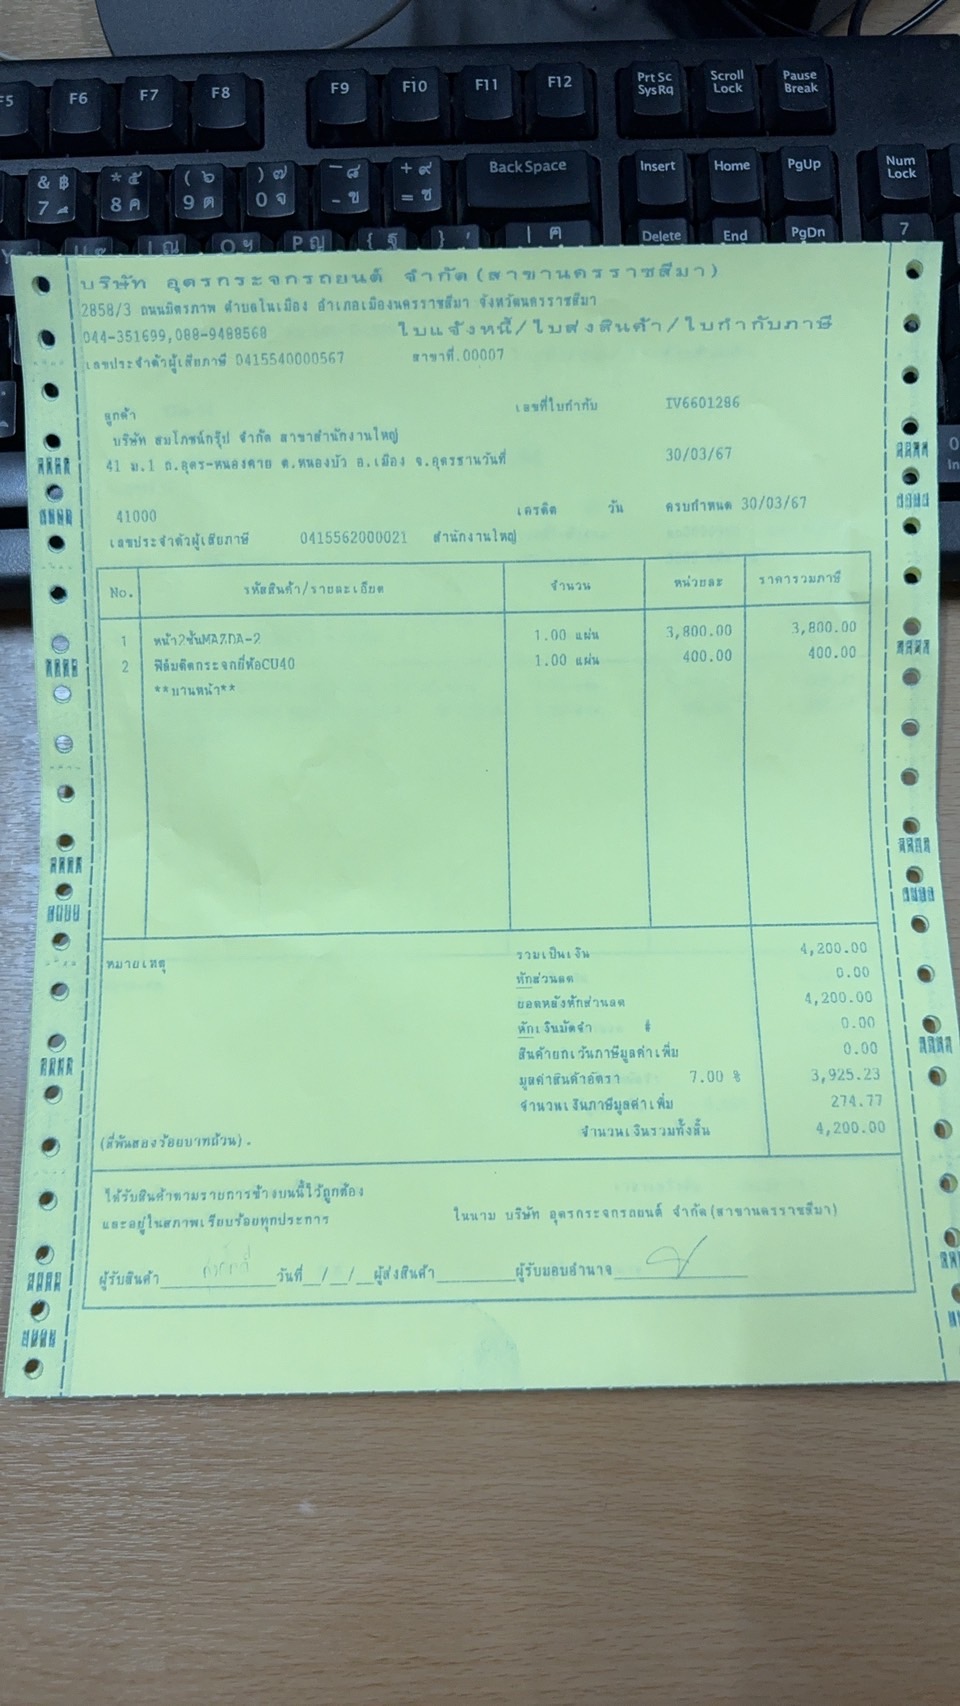 F5 F6 F7 F8 F9 F10 F11 F12 Prt Sc SysRq Scroll Lock Pause Break
& ฿ 7 * ๕ 8 ค ( ๖ 9 ต ) ๗ 0 จ - ข + ๙ = ช Back Space Insert Home PgUp Num Lock
Delete End PgDn 7
บริษัท อุดรกระจกรถยนต์ จำกัด(สาขานครราชสีมา)
2858/3 ถนนมิตรภาพ ตำบลในเมือง อำเภอเมืองนครราชสีมา จังหวัดนครราชสีมา
044-351699,088-9488568 ใบแจ้งหนี้/ใบส่งสินค้า/ใบกำกับภาษี
เลขประจำตัวผู้เสียภาษี 0415540000567 สาขาที่.00007
ลูกค้า เลขที่ใบกำกับ IV6601286
บริษัท สมโภชน์กรุ๊ป จำกัด สาขาสำนักงานใหญ่
41 ม.1 ถ.อุดร-หนองคาย ต.หนองบัว อ.เมือง จ.อุดรธานวันที่ 30/03/67
41000 เครดิต วัน ครบกำหนด 30/03/67
เลขประจำตัวผู้เสียภาษี 0415562000021 สำนักงานใหญ่
No. รหัสสินค้า/รายละเอียด จำนวน หน่วยละ ราคารวมภาษี
1 หน้า2ชั้นMAZDA-2 1.00 แผ่น 3,800.00 3,800.00
2 ฟิล์มติดกระจกยี่ห้อCU40 1.00 แผ่น 400.00 400.00
**บานหน้า**
หมายเหตุ รวมเป็นเงิน 4,200.00
หักส่วนลด 0.00
ยอดหลังหักส่วนลด 4,200.00
หักเงินมัดจำ # 0.00
สินค้ายกเว้นภาษีมูลค่าเพิ่ม 0.00
มูลค่าสินค้าอัตรา 7.00 % 3,925.23
จำนวนเงินภาษีมูลค่าเพิ่ม 274.77
(สี่พันสองร้อยบาทถ้วน). จำนวนเงินรวมทั้งสิ้น 4,200.00
ได้รับสินค้าตามรายการข้างบนนี้ไว้ถูกต้อง
และอยู่ในสภาพเรียบร้อยทุกประการ ในนาม บริษัท อุดรกระจกรถยนต์ จำกัด(สาขานครราชสีมา)
ผู้รับสินค้า วันที่ / / ผู้ส่งสินค้า ผู้รับมอบอำนาจ